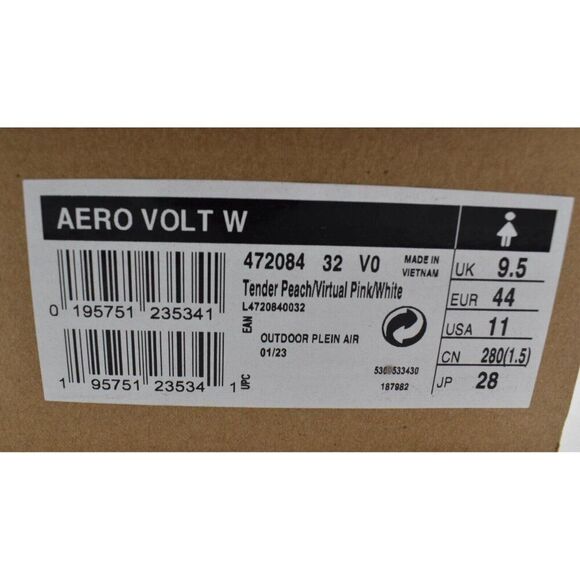 AERO VOLT W
0 195751 235341
EAN
1 95751 23534 1
UPC
472084 32 V0
MADE IN
VIETNAM
Tender Peach/Virtual Pink/White
L4720840032
OUTDOOR PLEIN AIR
01/23
533430
187982
UK 9.5
EUR 44
USA 11
CN 280(1.5)
JP 28